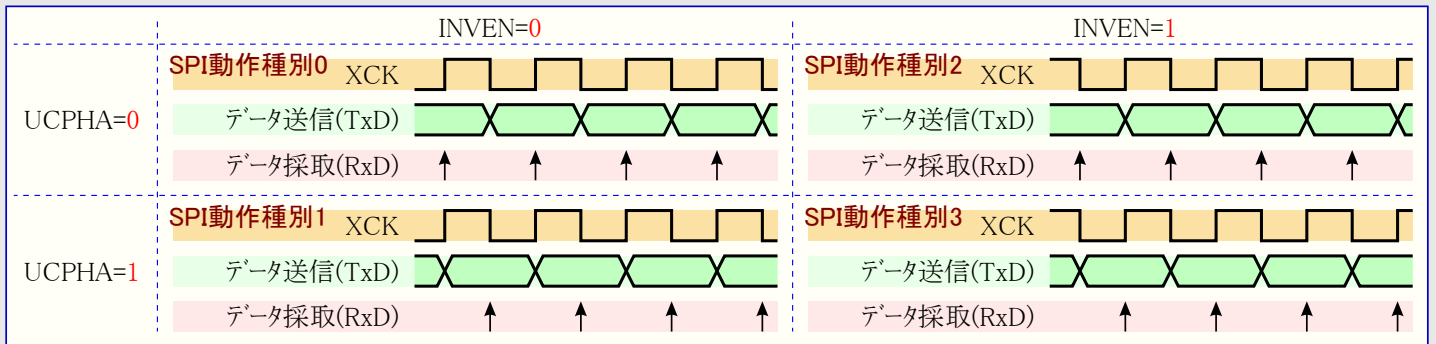 INVEN=0 INVEN=1
UCPHA=0
SPI動作種別0 XCK
データ送信(TxD)
データ採取(RxD)
SPI動作種別2 XCK
データ送信(TxD)
データ採取(RxD)
UCPHA=1
SPI動作種別1 XCK
データ送信(TxD)
データ採取(RxD)
SPI動作種別3 XCK
データ送信(TxD)
データ採取(RxD)